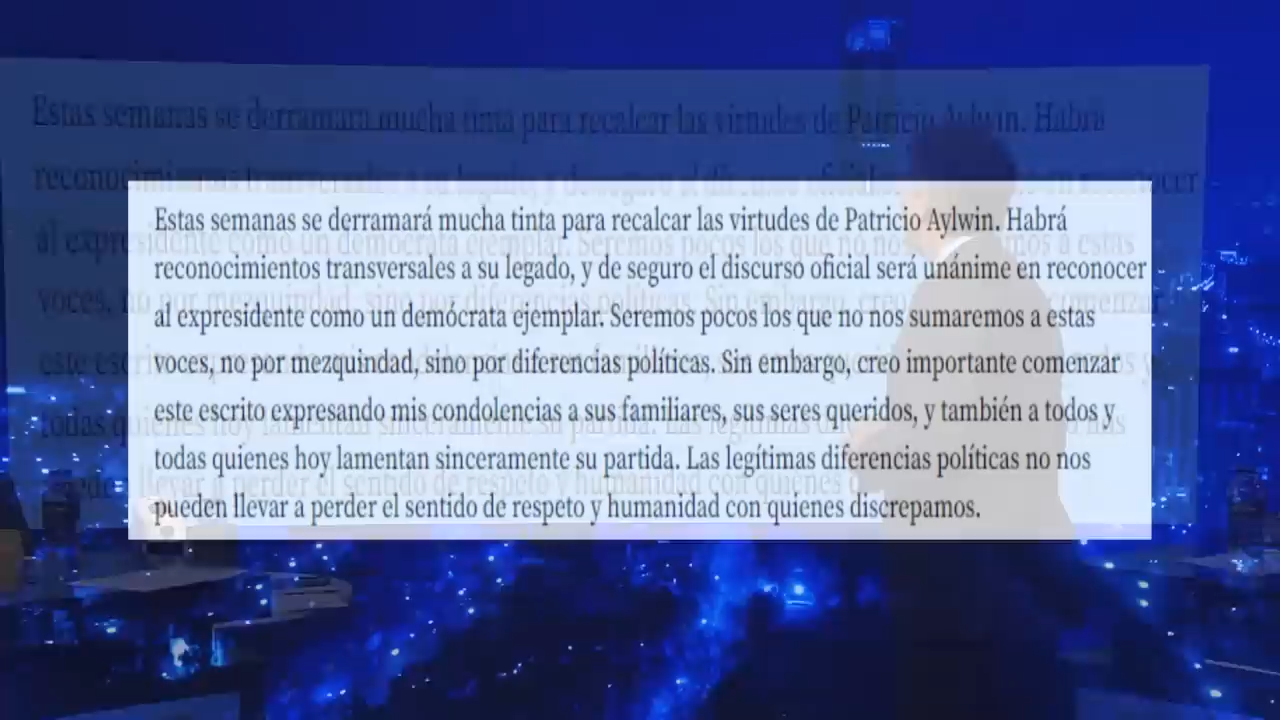 Estas semanas se derramará mucha tinta para recalcar las virtudes de Patricio Aylwin. Habrá
reconocimientos transversales a su legado, y de seguro el discurso oficial será unánime en reconocer
al expresidente como un demócrata ejemplar. Seremos pocos los que no nos sumaremos a estas
voces, no por mezquindad, sino por diferencias políticas. Sin embargo, creo importante comenzar
este escrito expresando mis condolencias a sus familiares, sus seres queridos, y también a todos y
todas quienes hoy lamentan sinceramente su partida. Las legítimas diferencias políticas no nos
pueden llevar a perder el sentido de respeto y humanidad con quienes discrepamos.